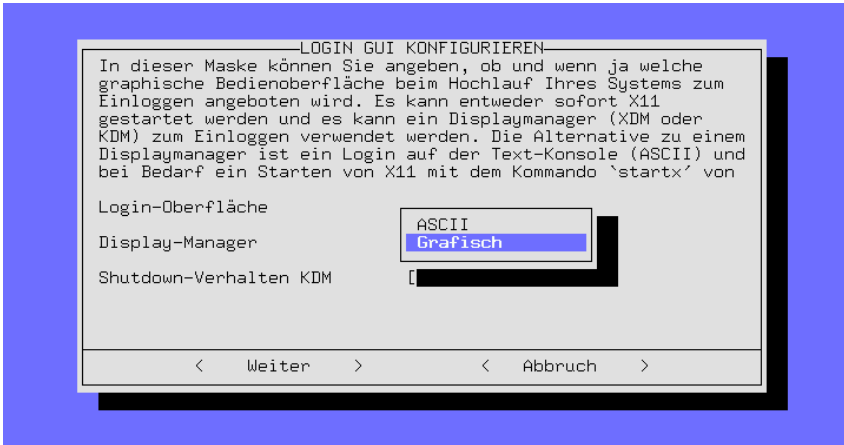 LOGIN GUI KONFIGURIEREN
In dieser Maske können Sie angeben, ob und wenn ja welche
graphische Bedienoberfläche beim Hochlauf Ihres Systems zum
Einloggen angeboten wird. Es kann entweder sofort X11
gestartet werden und es kann ein Displaymanager (XDM oder
KDM) zum Einloggen verwendet werden. Die Alternative zu einem
Displaymanager ist ein Login auf der Text-Konsole (ASCII) und
bei Bedarf ein Starten von X11 mit dem Kommando `startx´ von
Login-Oberfläche
ASCII
Display-Manager
Grafisch
Shutdown-Verhalten KDM [
< Weiter > < Abbruch >